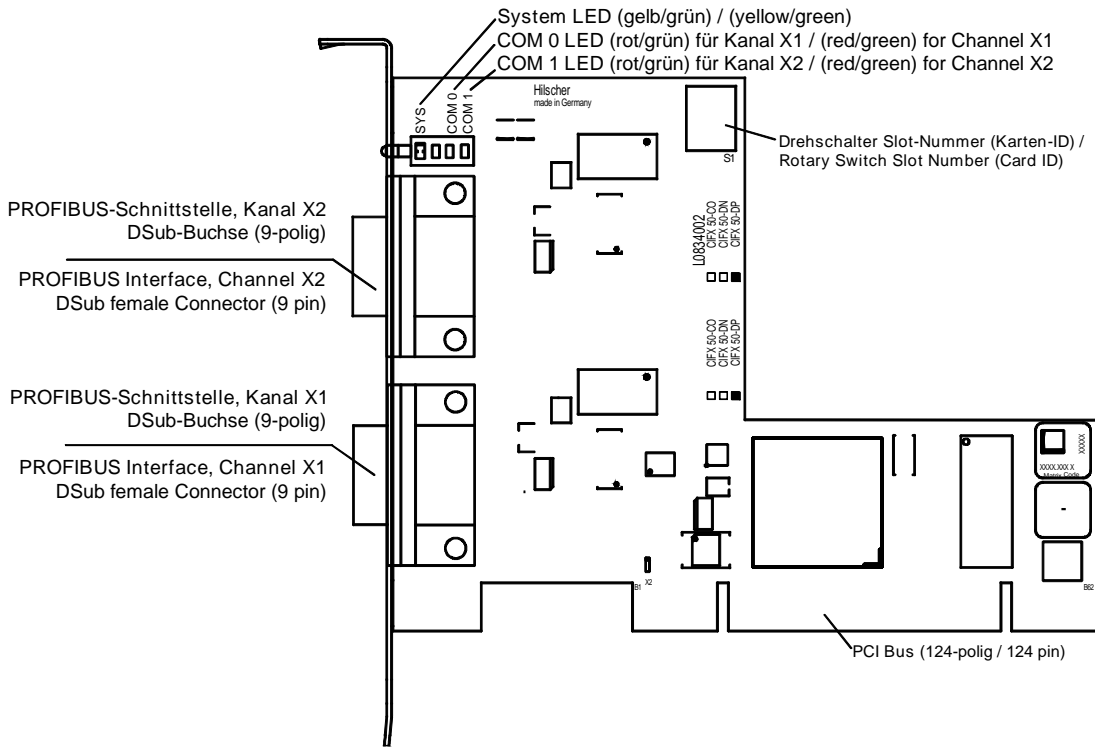 System LED (gelb/grün) / (yellow/green)
COM 0 LED (rot/grün) für Kanal X1 / (red/green) for Channel X1
COM 1 LED (rot/grün) für Kanal X2 / (red/green) for Channel X2
SYS
COM 0
COM 1
Hilscher
made in Germany
S1
Drehschalter Slot-Nummer (Karten-ID) /
Rotary Switch Slot Number (Card ID)
PROFIBUS-Schnittstelle, Kanal X2
DSub-Buchse (9-polig)
PROFIBUS Interface, Channel X2
DSub female Connector (9 pin)
L0834002
CIFX 50-CO
CIFX 50-DN
CIFX 50-DP
CIFX 50-CO
CIFX 50-DN
CIFX 50-DP
PROFIBUS-Schnittstelle, Kanal X1
DSub-Buchse (9-polig)
PROFIBUS Interface, Channel X1
DSub female Connector (9 pin)
XXXXX
XXXX.XXX X
Matrix Code
B1
X2
B62
PCI Bus (124-polig / 124 pin)